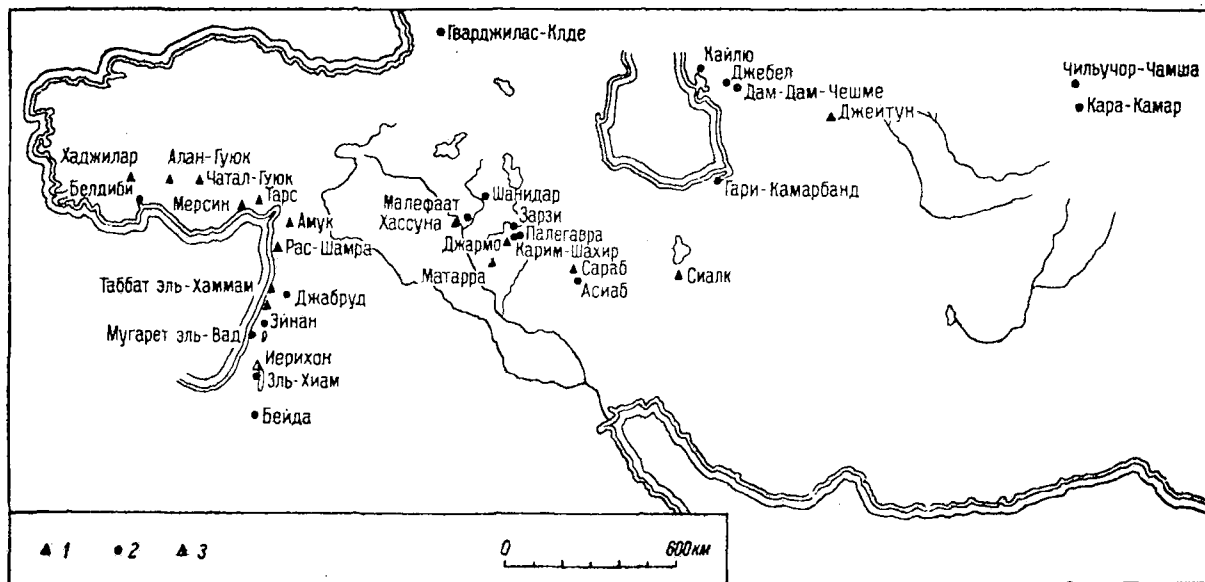 Гварджилас-Клде
Кайлю
Джебел
Дам-Дам-Чешме
Джеитун
Чильучор-Чамша
Кара-Камар
Хаджилар
Алан-Гуюк
Чатал-Гуюк
Белдиби
Мерсин
Тарс
Амук
Рас-Шамра
Таббат эль-Хаммам
Джабруд
Эйнан
Мугарет эль-Вад
Иерихон
Эль-Хиам
Бейда
Малефаат
Хассуна
Шанидар
Зарзи
Палегавра
Джармо
Карим-Шахир
Матарра
Сараб
Асиаб
Гари-Камарбанд
Сиалк
1 2 3
0 600км